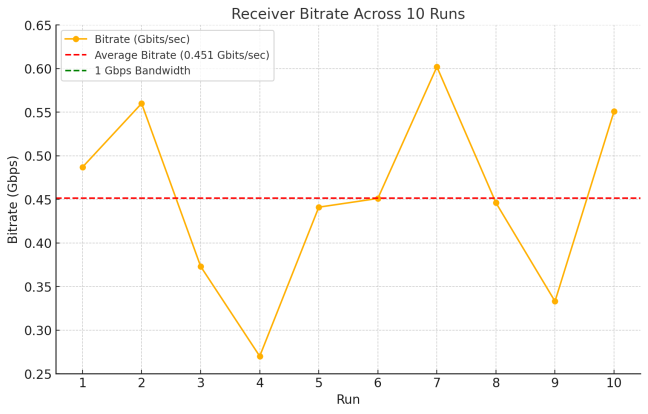 Receiver Bitrate Across 10 Runs
Bitrate (Gbits/sec)
Average Bitrate (0.451 Gbits/sec)
1 Gbps Bandwidth
Bitrate (Gbps)
0.65
0.60
0.55
0.50
0.45
0.40
0.35
0.30
0.25
1 2 3 4 5 6 7 8 9 10
Run